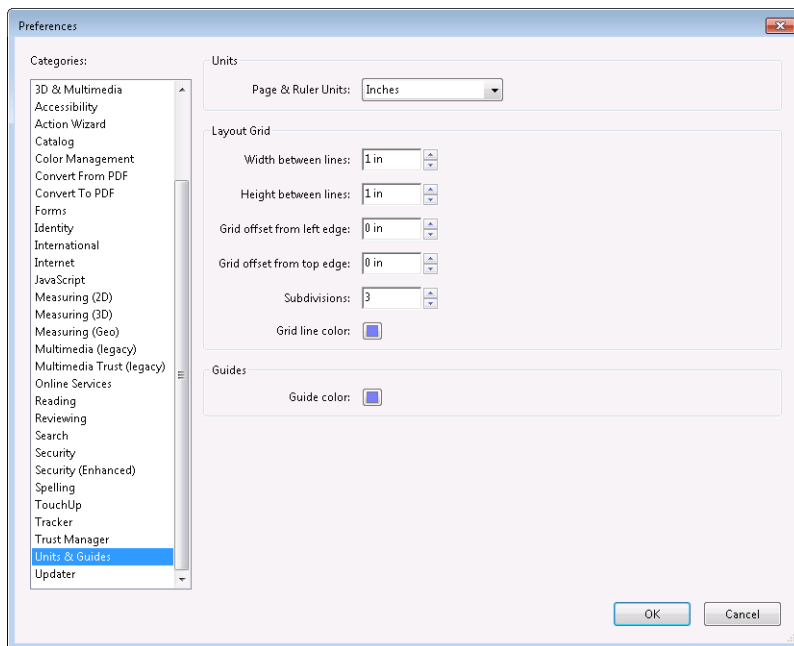 Preferences
Categories:
3D & Multimedia
Accessibility
Action Wizard
Catalog
Color Management
Convert From PDF
Convert To PDF
Forms
Identity
International
Internet
JavaScript
Measuring (2D)
Measuring (3D)
Measuring (Geo)
Multimedia (legacy)
Multimedia Trust (legacy)
Online Services
Reading
Reviewing
Search
Security
Security (Enhanced)
Spelling
TouchUp
Tracker
Trust Manager
Units & Guides
Updater
Units
Page & Ruler Units: Inches
Layout Grid
Width between lines: 1 in
Height between lines: 1 in
Grid offset from left edge: 0 in
Grid offset from top edge: 0 in
Subdivisions: 3
Grid line color:
Guides
Guide color:
OK Cancel